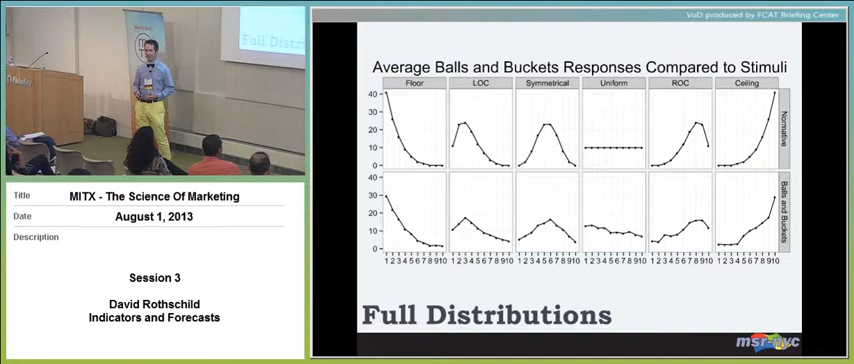 VoD produced by FCAT Briefing Center
Full Distri
Title MITX - The Science Of Marketing
Date August 1, 2013
Description
Session 3
David Rothschild
Indicators and Forecasts
Average Balls and Buckets Responses Compared to Stimuli
Floor LOC Symmetrical Uniform ROC Ceiling
40
30
20
10
0
Normative
40
30
20
10
0
Balls and Buckets
1 2 3 4 5 6 7 8 9 10 1 2 3 4 5 6 7 8 9 10 1 2 3 4 5 6 7 8 9 10 1 2 3 4 5 6 7 8 9 10 1 2 3 4 5 6 7 8 9 10 1 2 3 4 5 6 7 8 9 10
Full Distributions
msr-nyc